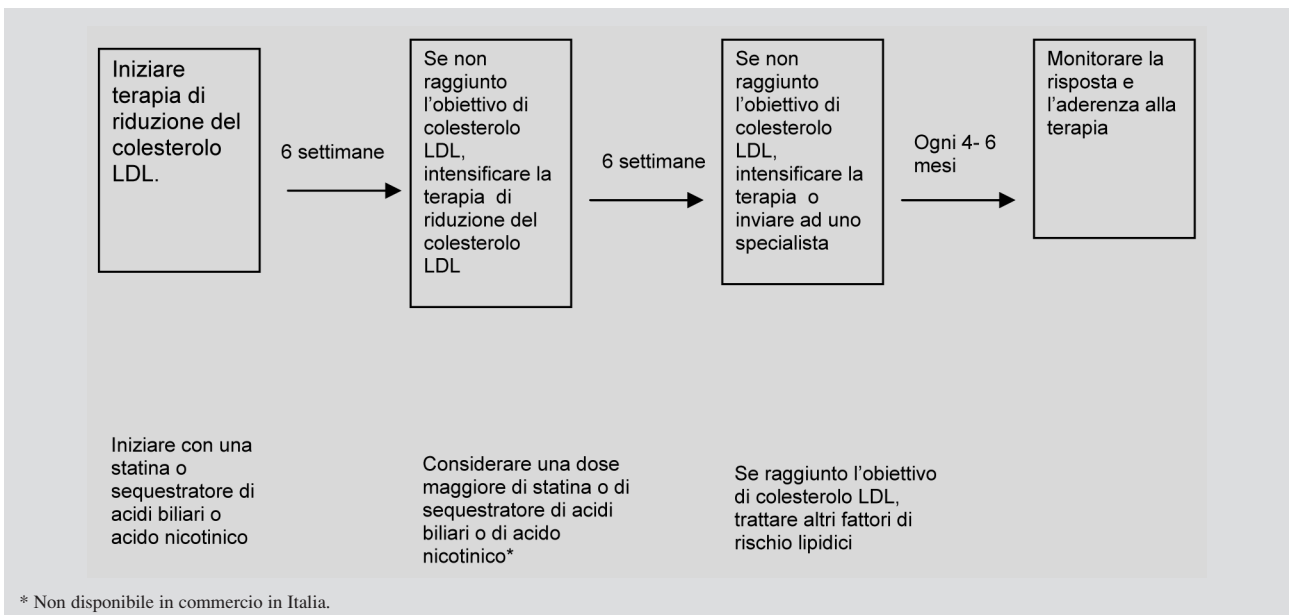 Iniziare
terapia di
riduzione del
colesterolo
LDL.
6 settimane
Se non
raggiunto
l'obiettivo di
colesterolo
LDL,
intensificare la
terapia di
riduzione del
colesterolo
LDL
6 settimane
Se non
raggiunto
l'obiettivo di
colesterolo
LDL,
intensificare la
terapia o
inviare ad uno
specialista
Ogni 4- 6
mesi
Monitorare la
risposta e
l'aderenza alla
terapia
Iniziare con una
statina o
sequestratore di
acidi biliari o
acido nicotinico
Considerare una dose
maggiore di statina o di
sequestratore di acidi
biliari o di acido
nicotinico*
Se raggiunto l'obiettivo
di colesterolo LDL,
trattare altri fattori di
rischio lipidici
* Non disponibile in commercio in Italia.